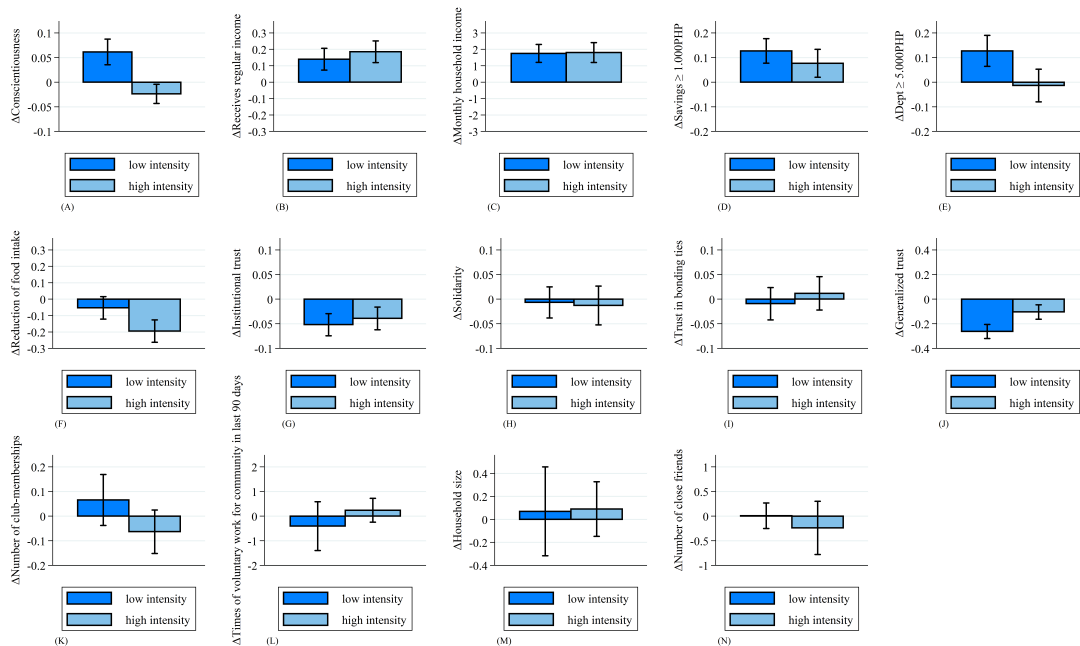 ΔConscientiousness
0.1
0.05
0
-0.05
-0.1
low intensity
high intensity
(A)
ΔReceives regular income
0.3
0.2
0.1
0
-0.1
-0.2
-0.3
low intensity
high intensity
(B)
ΔMonthly household income
3
2
1
0
-1
-2
-3
low intensity
high intensity
(C)
ΔSavings ≥ 1.000PHP
0.2
0.1
0
-0.1
-0.2
low intensity
high intensity
(D)
ΔDept ≥ 5.000PHP
0.2
0.1
0
-0.1
-0.2
low intensity
high intensity
(E)
ΔReduction of food intake
0.3
0.2
0.1
0
-0.1
-0.2
-0.3
low intensity
high intensity
(F)
ΔInstitutional trust
0.1
0.05
0
-0.05
-0.1
low intensity
high intensity
(G)
ΔSolidarity
0.1
0.05
0
-0.05
-0.1
low intensity
high intensity
(H)
ΔTrust in bonding ties
0.1
0.05
0
-0.05
-0.1
low intensity
high intensity
(I)
ΔGeneralized trust
0.4
0.2
0
-0.2
-0.4
low intensity
high intensity
(J)
ΔNumber of club-memberships
0.2
0.1
0
-0.1
-0.2
low intensity
high intensity
(K)
ΔTimes of voluntary work for community in last 90 days
2
1
0
-1
-2
low intensity
high intensity
(L)
ΔHousehold size
0.4
0.2
0
-0.2
-0.4
low intensity
high intensity
(M)
ΔNumber of close friends
1
0.5
0
-0.5
-1
low intensity
high intensity
(N)